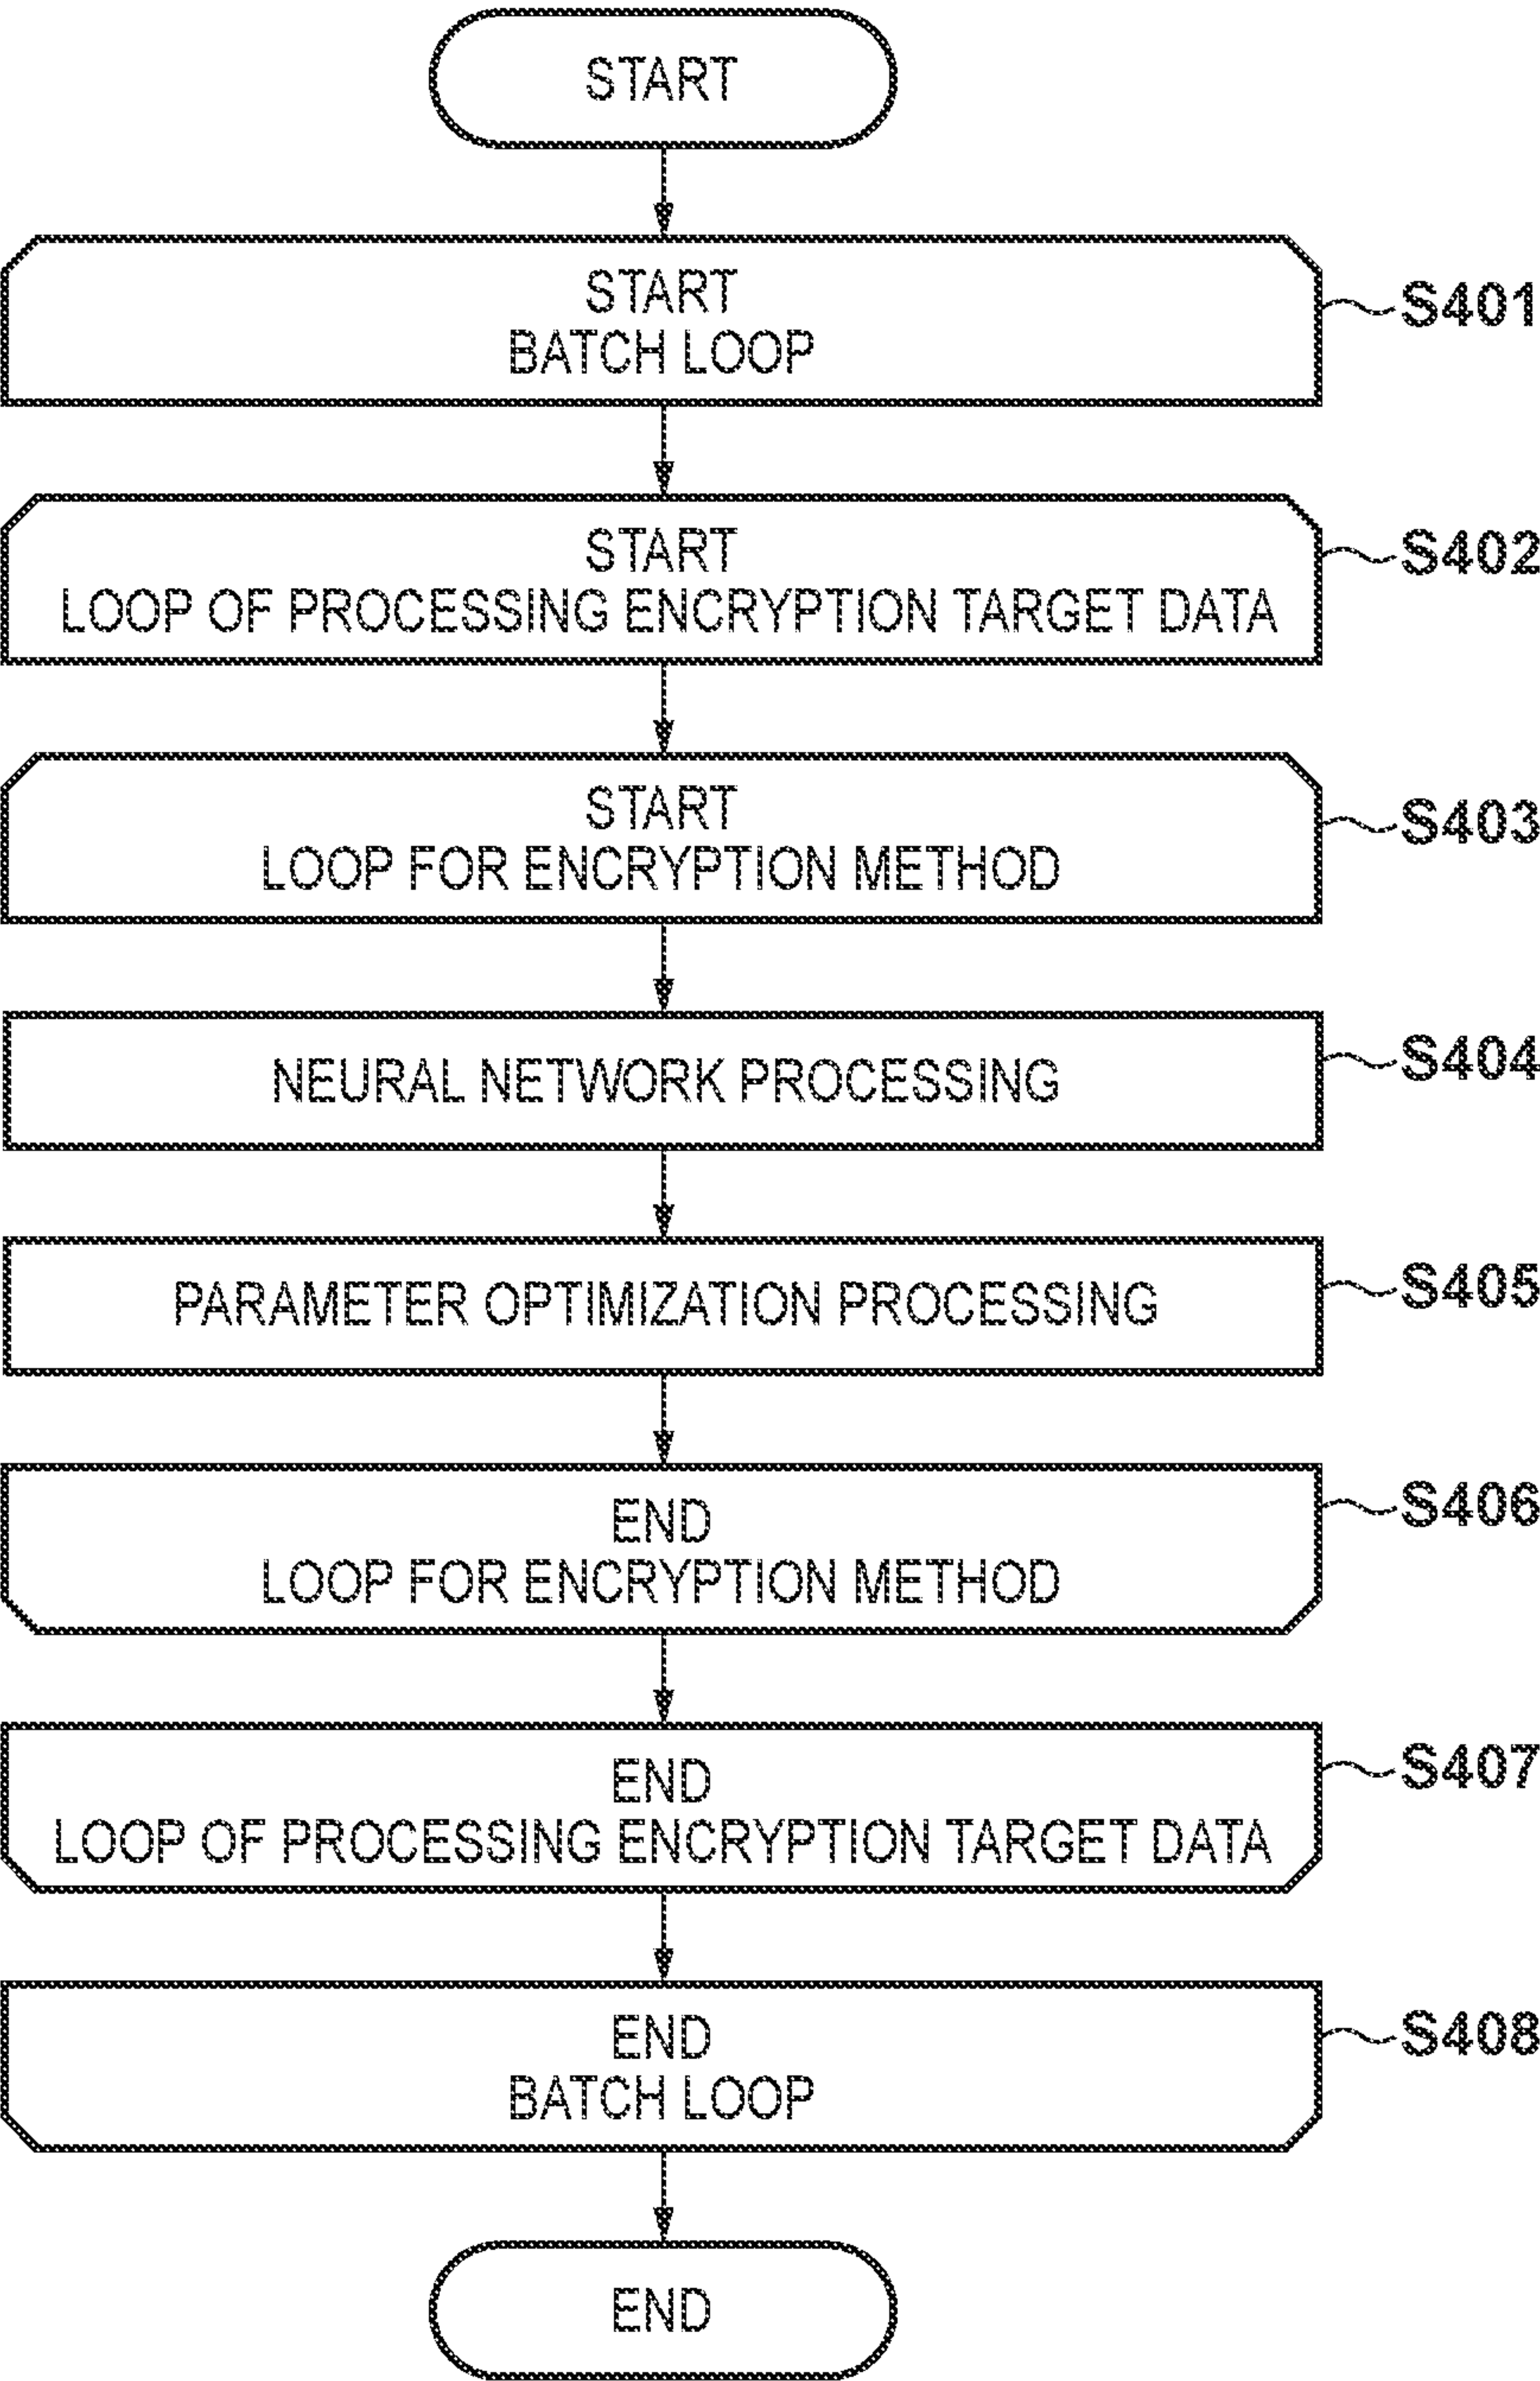 START
START
BATCH LOOP
S401
START
LOOP OF PROCESSING ENCRYPTION TARGET DATA
S402
START
LOOP FOR ENCRYPTION METHOD
S403
NEURAL NETWORK PROCESSING
S404
PARAMETER OPTIMIZATION PROCESSING
S405
END
LOOP FOR ENCRYPTION METHOD
S406
END
LOOP OF PROCESSING ENCRYPTION TARGET DATA
S407
END
BATCH LOOP
S408
END